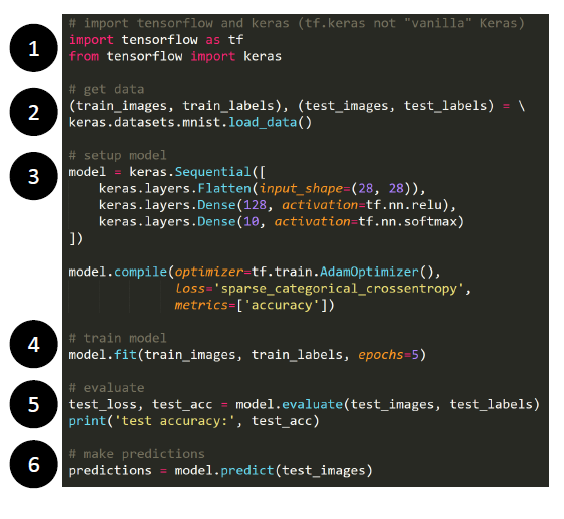 1
# import tensorflow and keras (tf.keras not "vanilla" Keras)
import tensorflow as tf
from tensorflow import keras
2
# get data
(train_images, train_labels), (test_images, test_labels) = \
keras.datasets.mnist.load_data()
3
# setup model
model = keras.Sequential([
    keras.layers.Flatten(input_shape=(28, 28)),
    keras.layers.Dense(128, activation=tf.nn.relu),
    keras.layers.Dense(10, activation=tf.nn.softmax)
])
model.compile(optimizer=tf.train.AdamOptimizer(),
              loss='sparse_categorical_crossentropy',
              metrics=['accuracy'])
4
# train model
model.fit(train_images, train_labels, epochs=5)
5
# evaluate
test_loss, test_acc = model.evaluate(test_images, test_labels)
print('test accuracy:', test_acc)
6
# make predictions
predictions = model.predict(test_images)